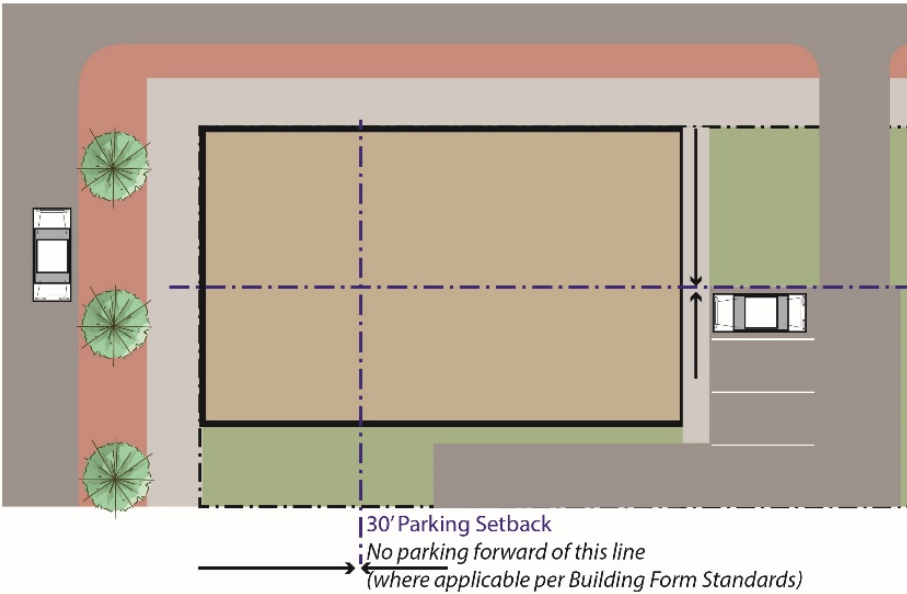 30' Parking Setback
No parking forward of this line
(where applicable per Building Form Standards)